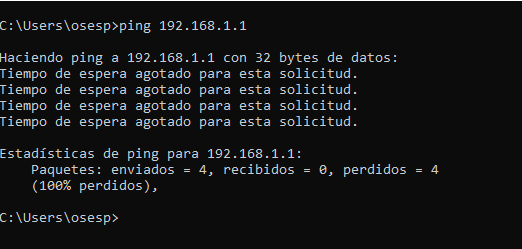 C:\Users\osesp>ping 192.168.1.1
Haciendo ping a 192.168.1.1 con 32 bytes de datos:
Tiempo de espera agotado para esta solicitud.
Tiempo de espera agotado para esta solicitud.
Tiempo de espera agotado para esta solicitud.
Tiempo de espera agotado para esta solicitud.
Estadísticas de ping para 192.168.1.1:
Paquetes: enviados = 4, recibidos = 0, perdidos = 4
(100% perdidos),
C:\Users\osesp>